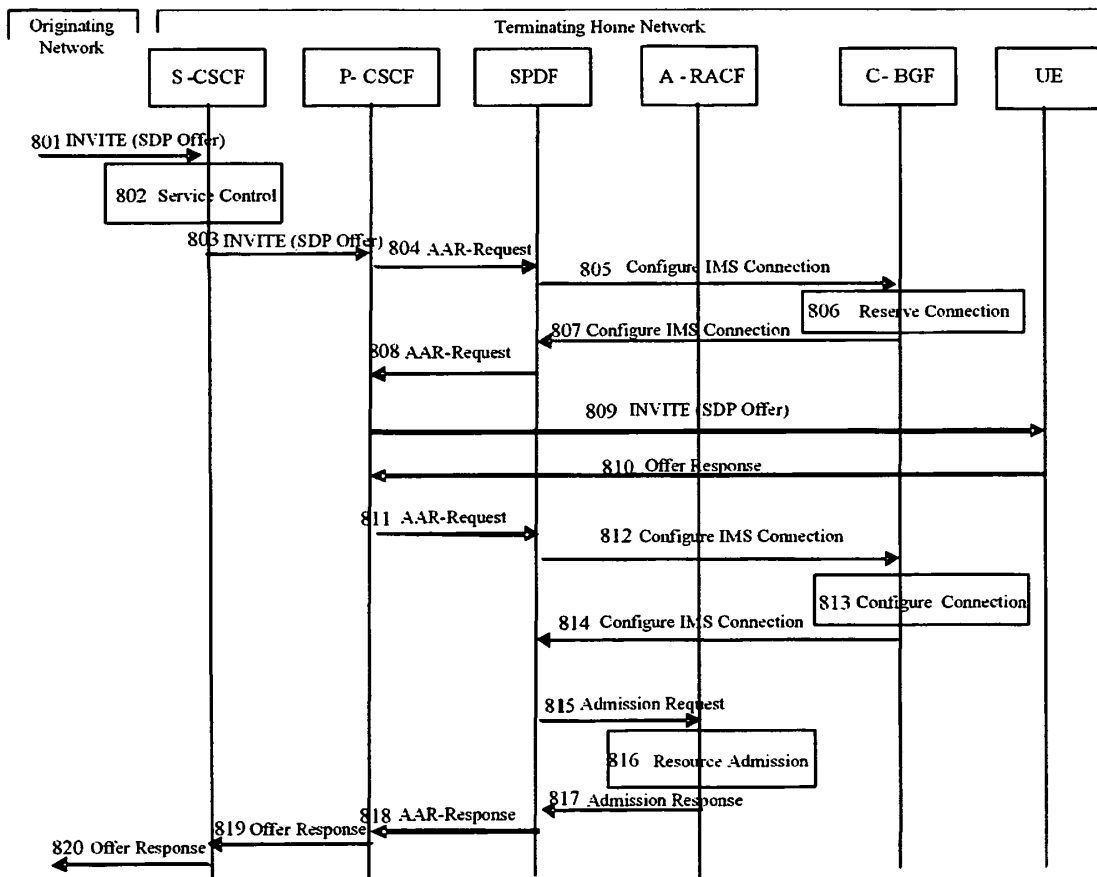 Originating
Network
Terminating Home Network
S -CSCF
P- CSCF
SPDF
A - RACF
C- BGF
UE
801 INVITE (SDP Offer)
802 Service Control
803 INVITE (SDP Offer)
804 AAR-Request
805 Configure IMS Connection
806 Reserve Connection
807 Configure IMS Connection
808 AAR-Request
809 INVITE (SDP Offer)
810 Offer Response
811 AAR-Request
812 Configure IMS Connection
813 Configure Connection
814 Configure IMS Connection
815 Admission Request
816 Resource Admission
817 Admission Response
818 AAR-Response
819 Offer Response
820 Offer Response